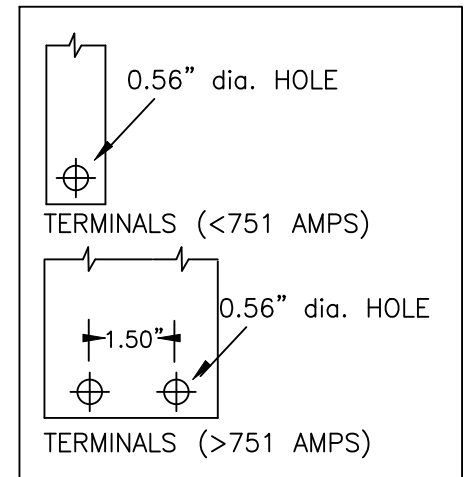 0.56” dia. HOLE
TERMINALS (<751 AMPS)
0.56” dia. HOLE
1.50”
TERMINALS (>751 AMPS)